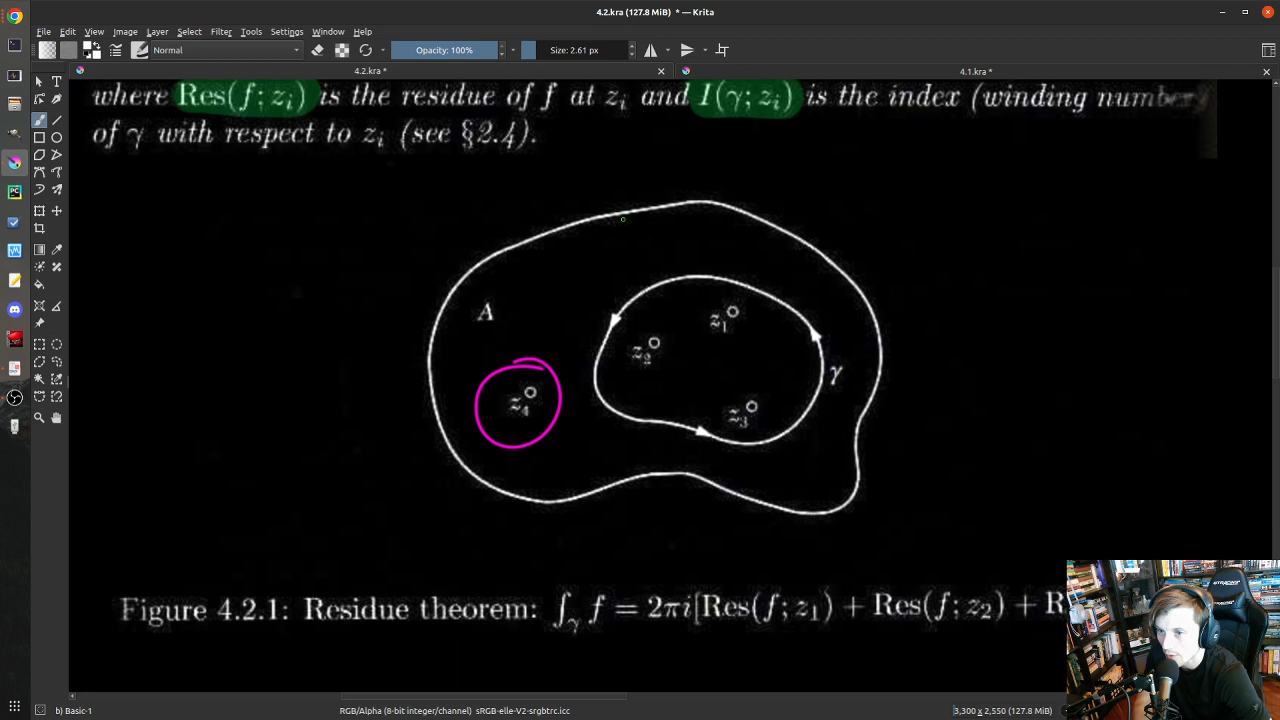 4.2.kra (127.8 MiB) * — Krita
File Edit View Image Layer Select Filter Tools Settings Window Help
Normal Opacity: 100% Size: 2.61 px
4.2.kra * 4.1.kra *
where Res(f; z_i) is the residue of f at z_i and I(γ; z_i) is the index (winding number
of γ with respect to z_i (see §2.4).
A
z_1
z_2
γ
z_4
z_3
Figure 4.2.1: Residue theorem: ∫_γ f = 2πi[Res(f; z_1) + Res(f; z_2) + R
b) Basic-1 RGB/Alpha (8-bit integer/channel) sRGB-elle-V2-srgbtrc.icc 3,300 x 2,550 (127.8 MiB)